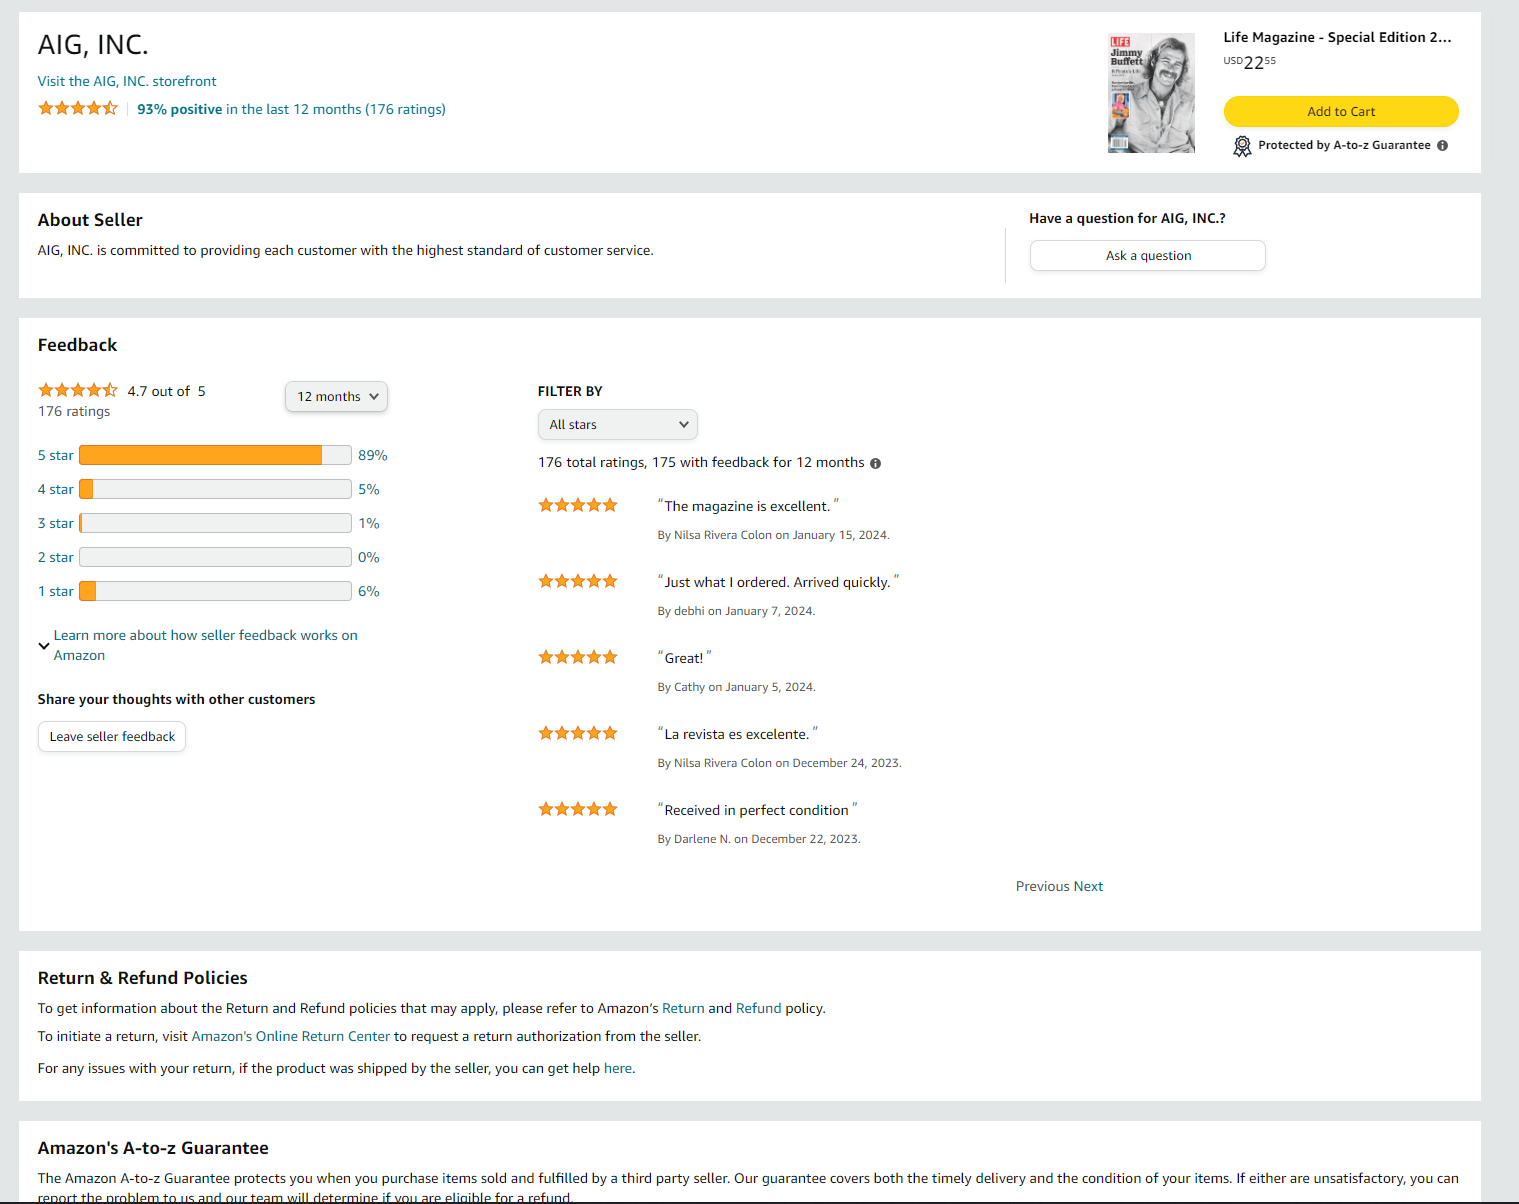 AIG, INC.
Visit the AIG, INC. storefront
93% positive in the last 12 months (176 ratings)
LIFE
Jimmy
Buffett
Life Magazine - Special Edition 2...
USD2255
Add to Cart
Protected by A-to-z Guarantee
About Seller
AIG, INC. is committed to providing each customer with the highest standard of customer service.
Have a question for AIG, INC.?
Ask a question
Feedback
4.7 out of 5
12 months
176 ratings
5 star 89%
4 star 5%
3 star 1%
2 star 0%
1 star 6%
Learn more about how seller feedback works on
Amazon
Share your thoughts with other customers
Leave seller feedback
FILTER BY
All stars
176 total ratings, 175 with feedback for 12 months
“The magazine is excellent.”
By Nilsa Rivera Colon on January 15, 2024.
“Just what I ordered. Arrived quickly.”
By debhi on January 7, 2024.
“Great!”
By Cathy on January 5, 2024.
“La revista es excelente.”
By Nilsa Rivera Colon on December 24, 2023.
“Received in perfect condition”
By Darlene N. on December 22, 2023.
Previous Next
Return & Refund Policies
To get information about the Return and Refund policies that may apply, please refer to Amazon’s Return and Refund policy.
To initiate a return, visit Amazon's Online Return Center to request a return authorization from the seller.
For any issues with your return, if the product was shipped by the seller, you can get help here.
Amazon's A-to-z Guarantee
The Amazon A-to-z Guarantee protects you when you purchase items sold and fulfilled by a third party seller. Our guarantee covers both the timely delivery and the condition of your items. If either are unsatisfactory, you can
report the problem to us and our team will determine if you are eligible for a refund.